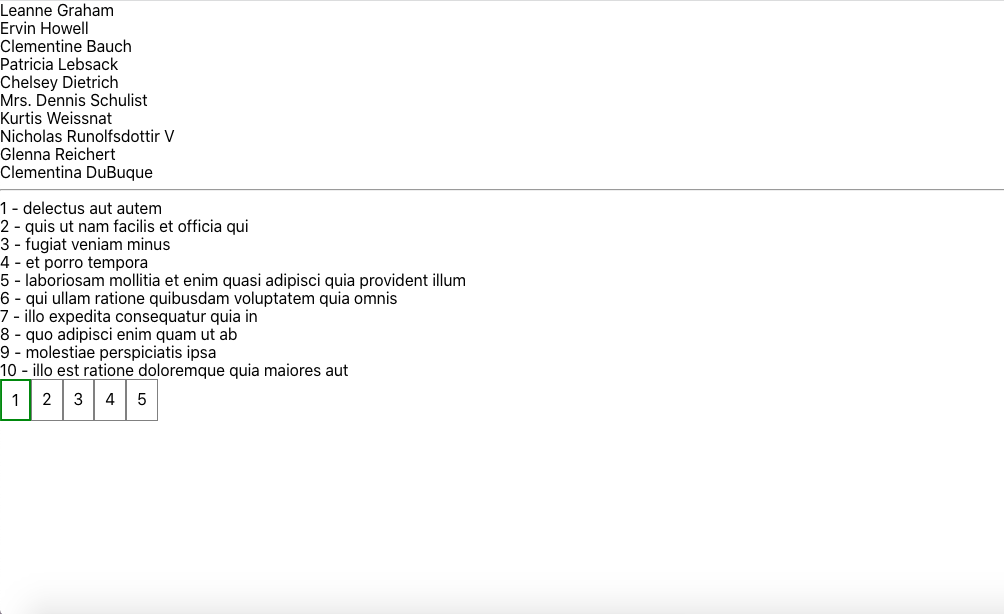 Leanne Graham
Ervin Howell
Clementine Bauch
Patricia Lebsack
Chelsey Dietrich
Mrs. Dennis Schulist
Kurtis Weissnat
Nicholas Runolfsdottir V
Glenna Reichert
Clementina DuBuque
1 - delectus aut autem
2 - quis ut nam facilis et officia qui
3 - fugiat veniam minus
4 - et porro tempora
5 - laboriosam mollitia et enim quasi adipisci quia provident illum
6 - qui ullam ratione quibusdam voluptatem quia omnis
7 - illo expedita consequatur quia in
8 - quo adipisci enim quam ut ab
9 - molestiae perspiciatis ipsa
10 - illo est ratione doloremque quia maiores aut
1 2 3 4 5